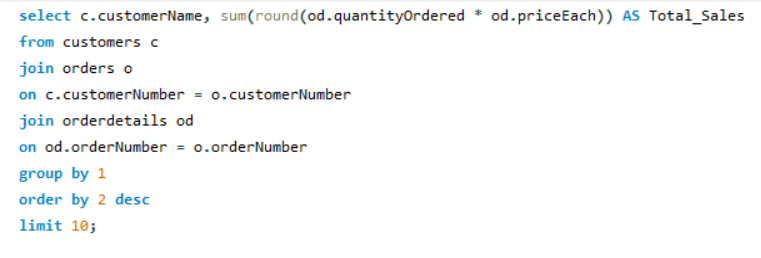 select c.customerName, sum(round(od.quantityOrdered * od.priceEach)) AS Total_Sales
from customers c
join orders o
on c.customerNumber = o.customerNumber
join orderdetails od
on od.orderNumber = o.orderNumber
group by 1
order by 2 desc
limit 10;